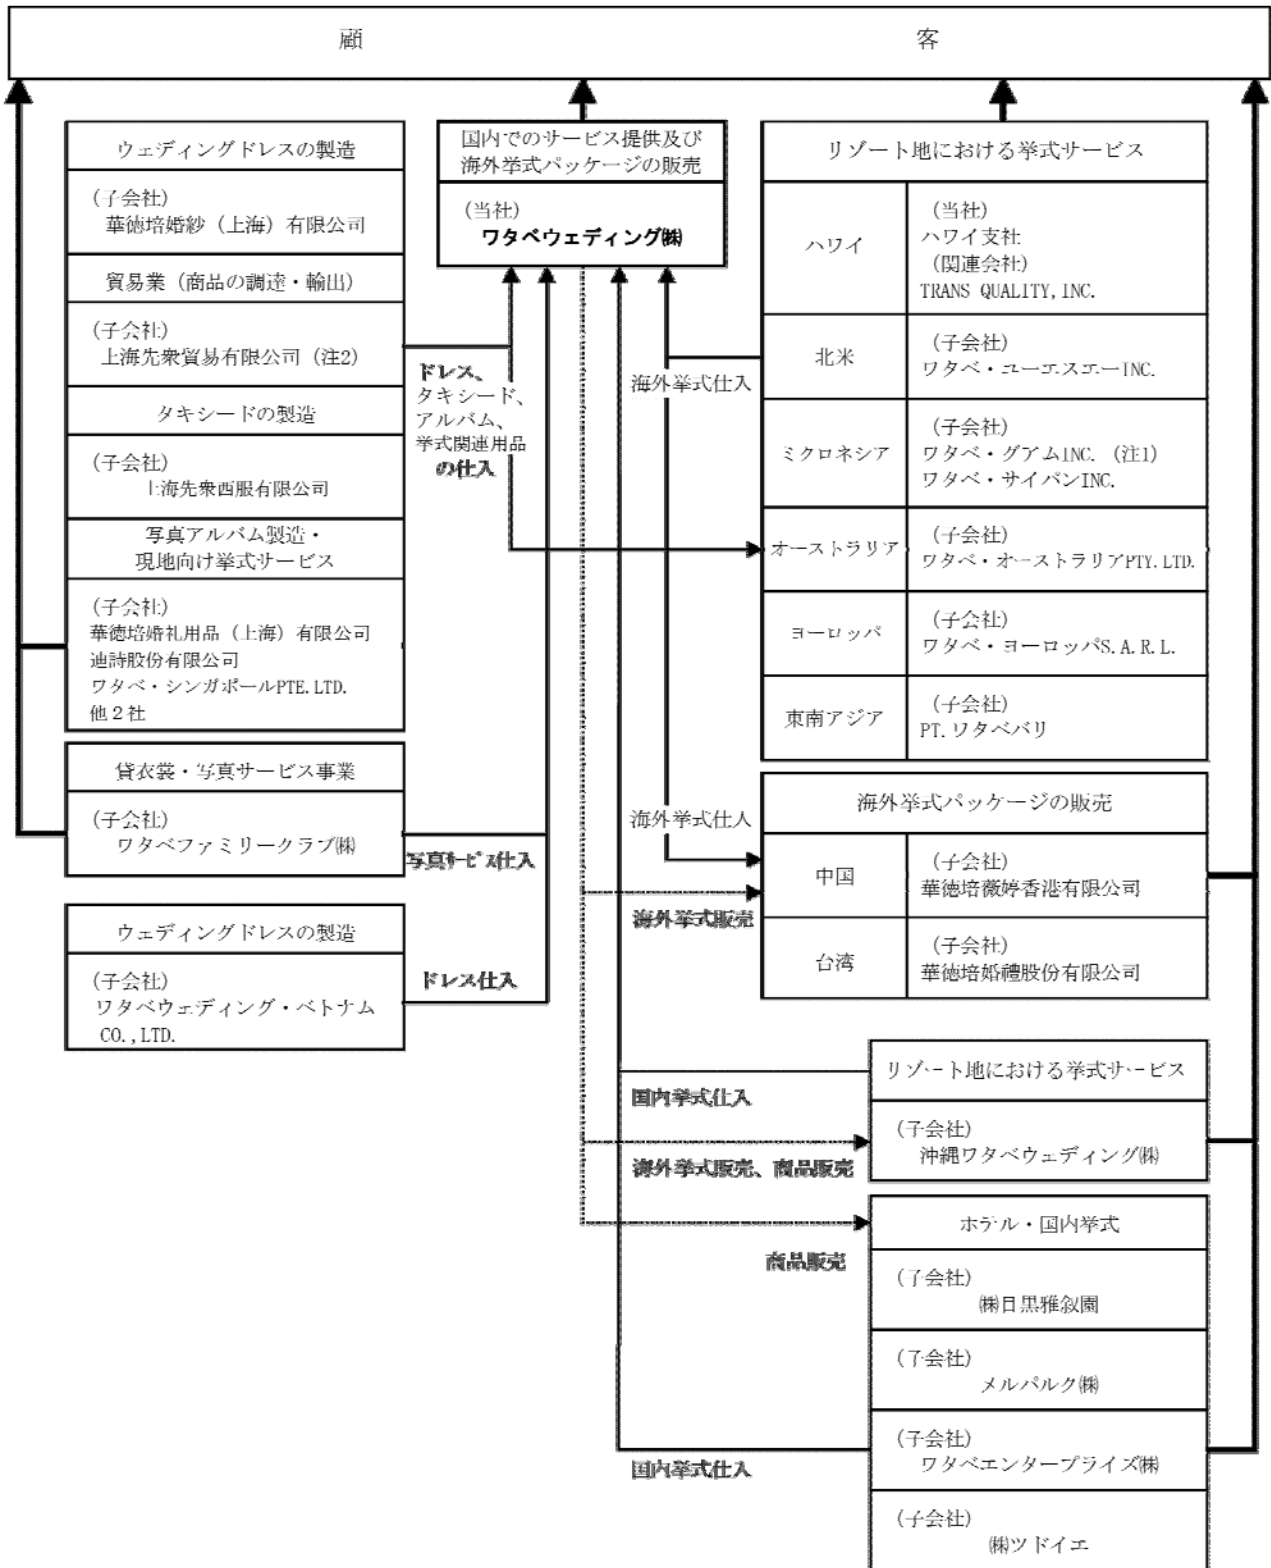 顧客
ウェディングドレスの製造
(子会社)
華徳培婚紗（上海）有限公司
貿易業（商品の調達・輸出）
(子会社)
上海先衆貿易有限公司（注2）
タキシードの製造
(子会社)
上海先衆西服有限公司
写真アルバム製造・
現地向け挙式サービス
(子会社)
華徳培婚礼用品（上海）有限公司
迪詩股份有限公司
ワタベ・シンガポールPTE.LTD.
他２社
貸衣裳・写真サービス事業
(子会社)
ワタベファミリークラブ㈱
ウェディングドレスの製造
(子会社)
ワタベウェディング・ベトナム
CO.,LTD.
国内でのサービス提供及び
海外挙式パッケージの販売
(当社)
ワタベウェディング㈱
ドレス、
タキシード、
アルバム、
挙式関連用品
の仕入
写真サービス仕入
ドレス仕入
海外挙式仕入
海外挙式仕入
海外挙式販売
国内挙式仕入
海外挙式販売、商品販売
商品販売
国内挙式仕入
リゾート地における挙式サービス
ハワイ
(当社)
ハワイ支社
(関連会社)
TRANS QUALITY,INC.
北米
(子会社)
ワタベ・ユーエスエーINC.
ミクロネシア
(子会社)
ワタベ・グアムINC.（注1）
ワタベ・サイパンINC.
オーストラリア
(子会社)
ワタベ・オーストラリアPTY.LTD.
ヨーロッパ
(子会社)
ワタベ・ヨーロッパS.A.R.L.
東南アジア
(子会社)
PT.ワタベバリ
海外挙式パッケージの販売
中国
(子会社)
華徳培薇婷香港有限公司
台湾
(子会社)
華徳培婚禮股份有限公司
リゾート地における挙式サービス
(子会社)
沖縄ワタベウェディング㈱
ホテル・国内挙式
(子会社)
㈱目黒雅叙園
(子会社)
メルパルク㈱
(子会社)
ワタベエンタープライズ㈱
(子会社)
㈱ツドイエ